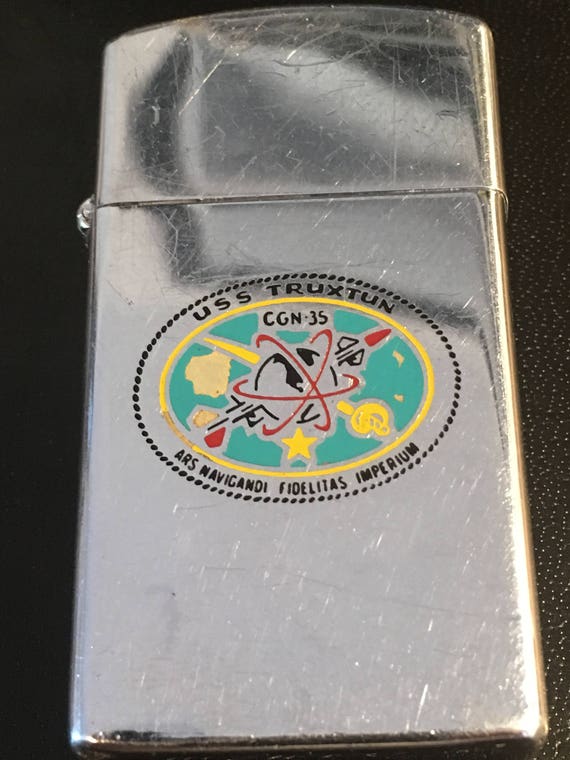 USS TRUXTUN
CGN-35
ARS NAVIGANDI FIDELITAS IMPERIUM